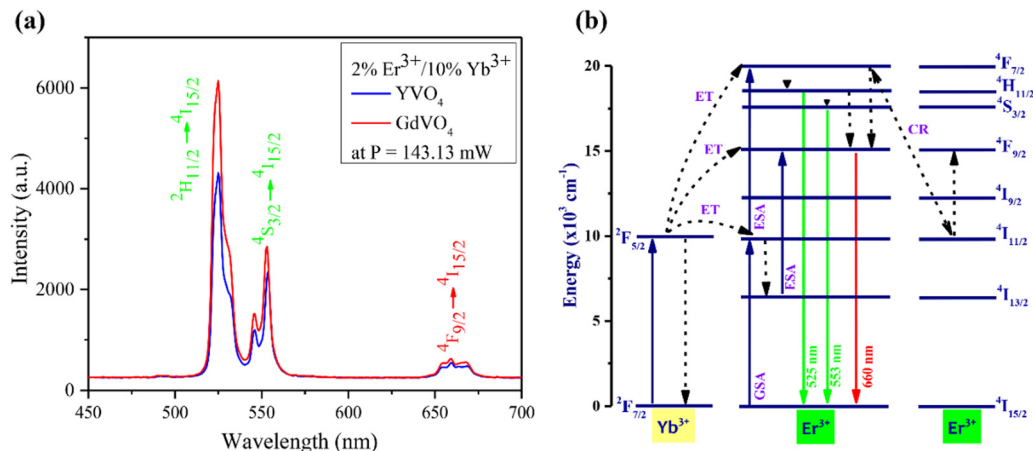 (a)
Intensity (a.u.)
6000
4000
2000
0
450
500
550
600
650
700
Wavelength (nm)
²H₁₁/₂ → ⁴I₁₅/₂
⁴S₃/₂ → ⁴I₁₅/₂
⁴F₉/₂ → ⁴I₁₅/₂
2% Er³⁺/10% Yb³⁺
YVO₄
GdVO₄
at P = 143.13 mW
(b)
Energy (x10³ cm⁻¹)
20
15
10
5
0
²F₅/₂
²F₇/₂
ET
ET
ET
ESA
ESA
GSA
525 nm
553 nm
660 nm
CR
⁴F₇/₂
⁴H₁₁/₂
⁴S₃/₂
⁴F₉/₂
⁴I₉/₂
⁴I₁₁/₂
⁴I₁₃/₂
⁴I₁₅/₂
Yb³⁺
Er³⁺
Er³⁺